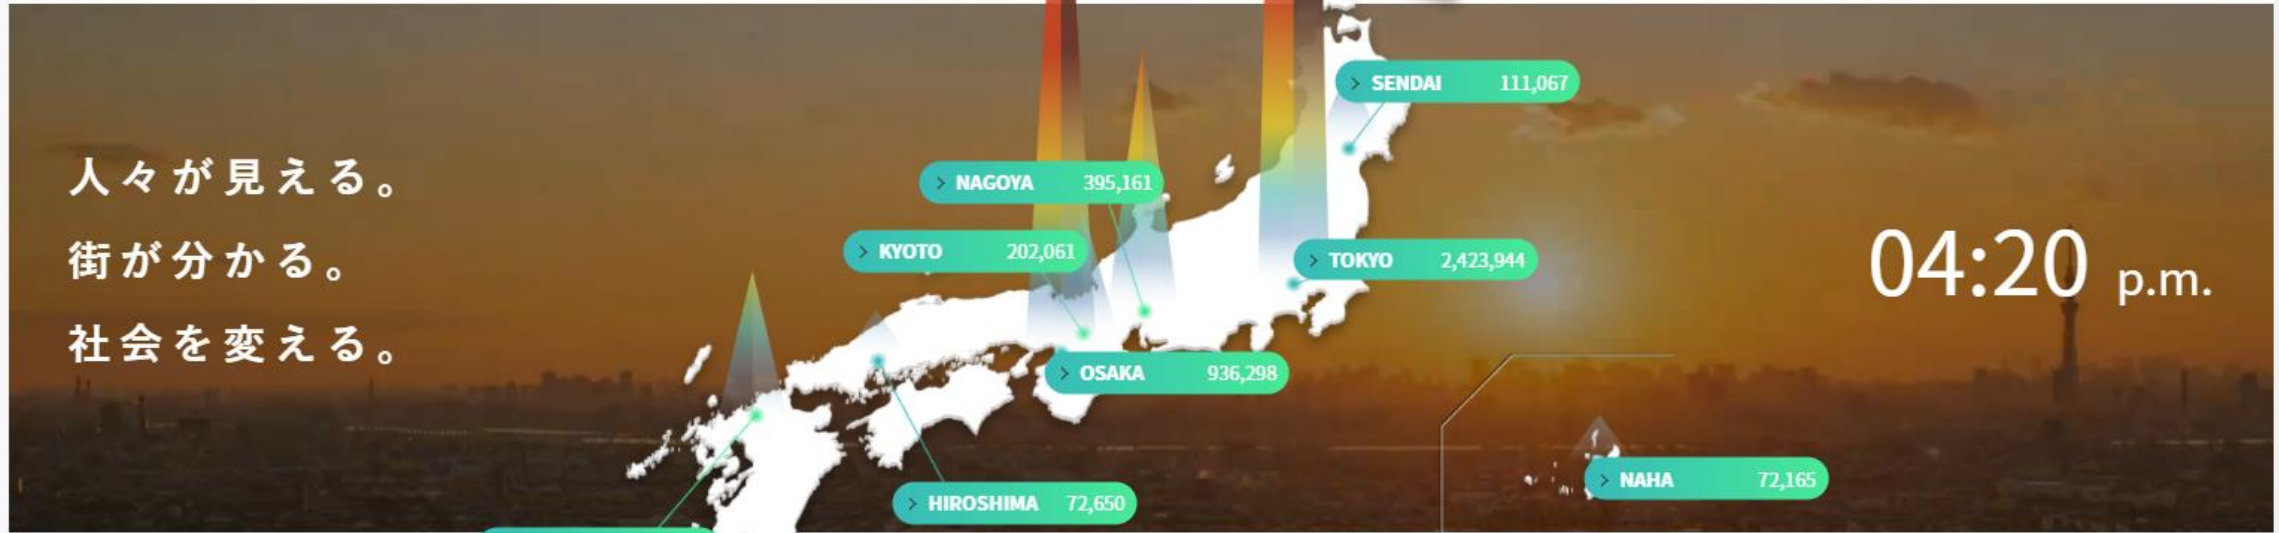 人々が見える。
街が分かる。
社会を変える。
> SENDAI 111,067
> NAGOYA 395,161
> KYOTO 202,061
> TOKYO 2,423,944
04:20 p.m.
> OSAKA 936,298
> NAHA 72,165
> HIROSHIMA 72,650